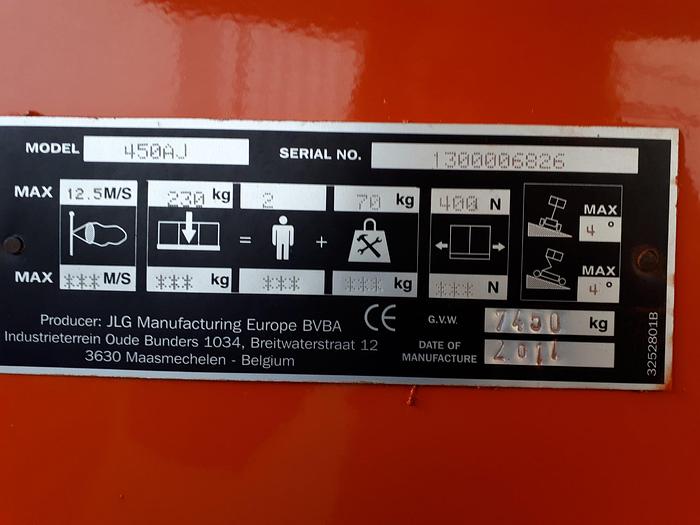 MODEL 450AJ SERIAL NO. 1300006826
MAX 12.5 M/S 230 kg 2 70 kg 400 N MAX 4°
= +
MAX *** M/S *** kg *** *** kg *** N MAX 4°
Producer: JLG Manufacturing Europe BVBA CE G.V.W. 7450 kg
Industrieterrein Oude Bunders 1034, Breitwaterstraat 12 DATE OF MANUFACTURE 2011
3630 Maasmechelen - Belgium
3252801B